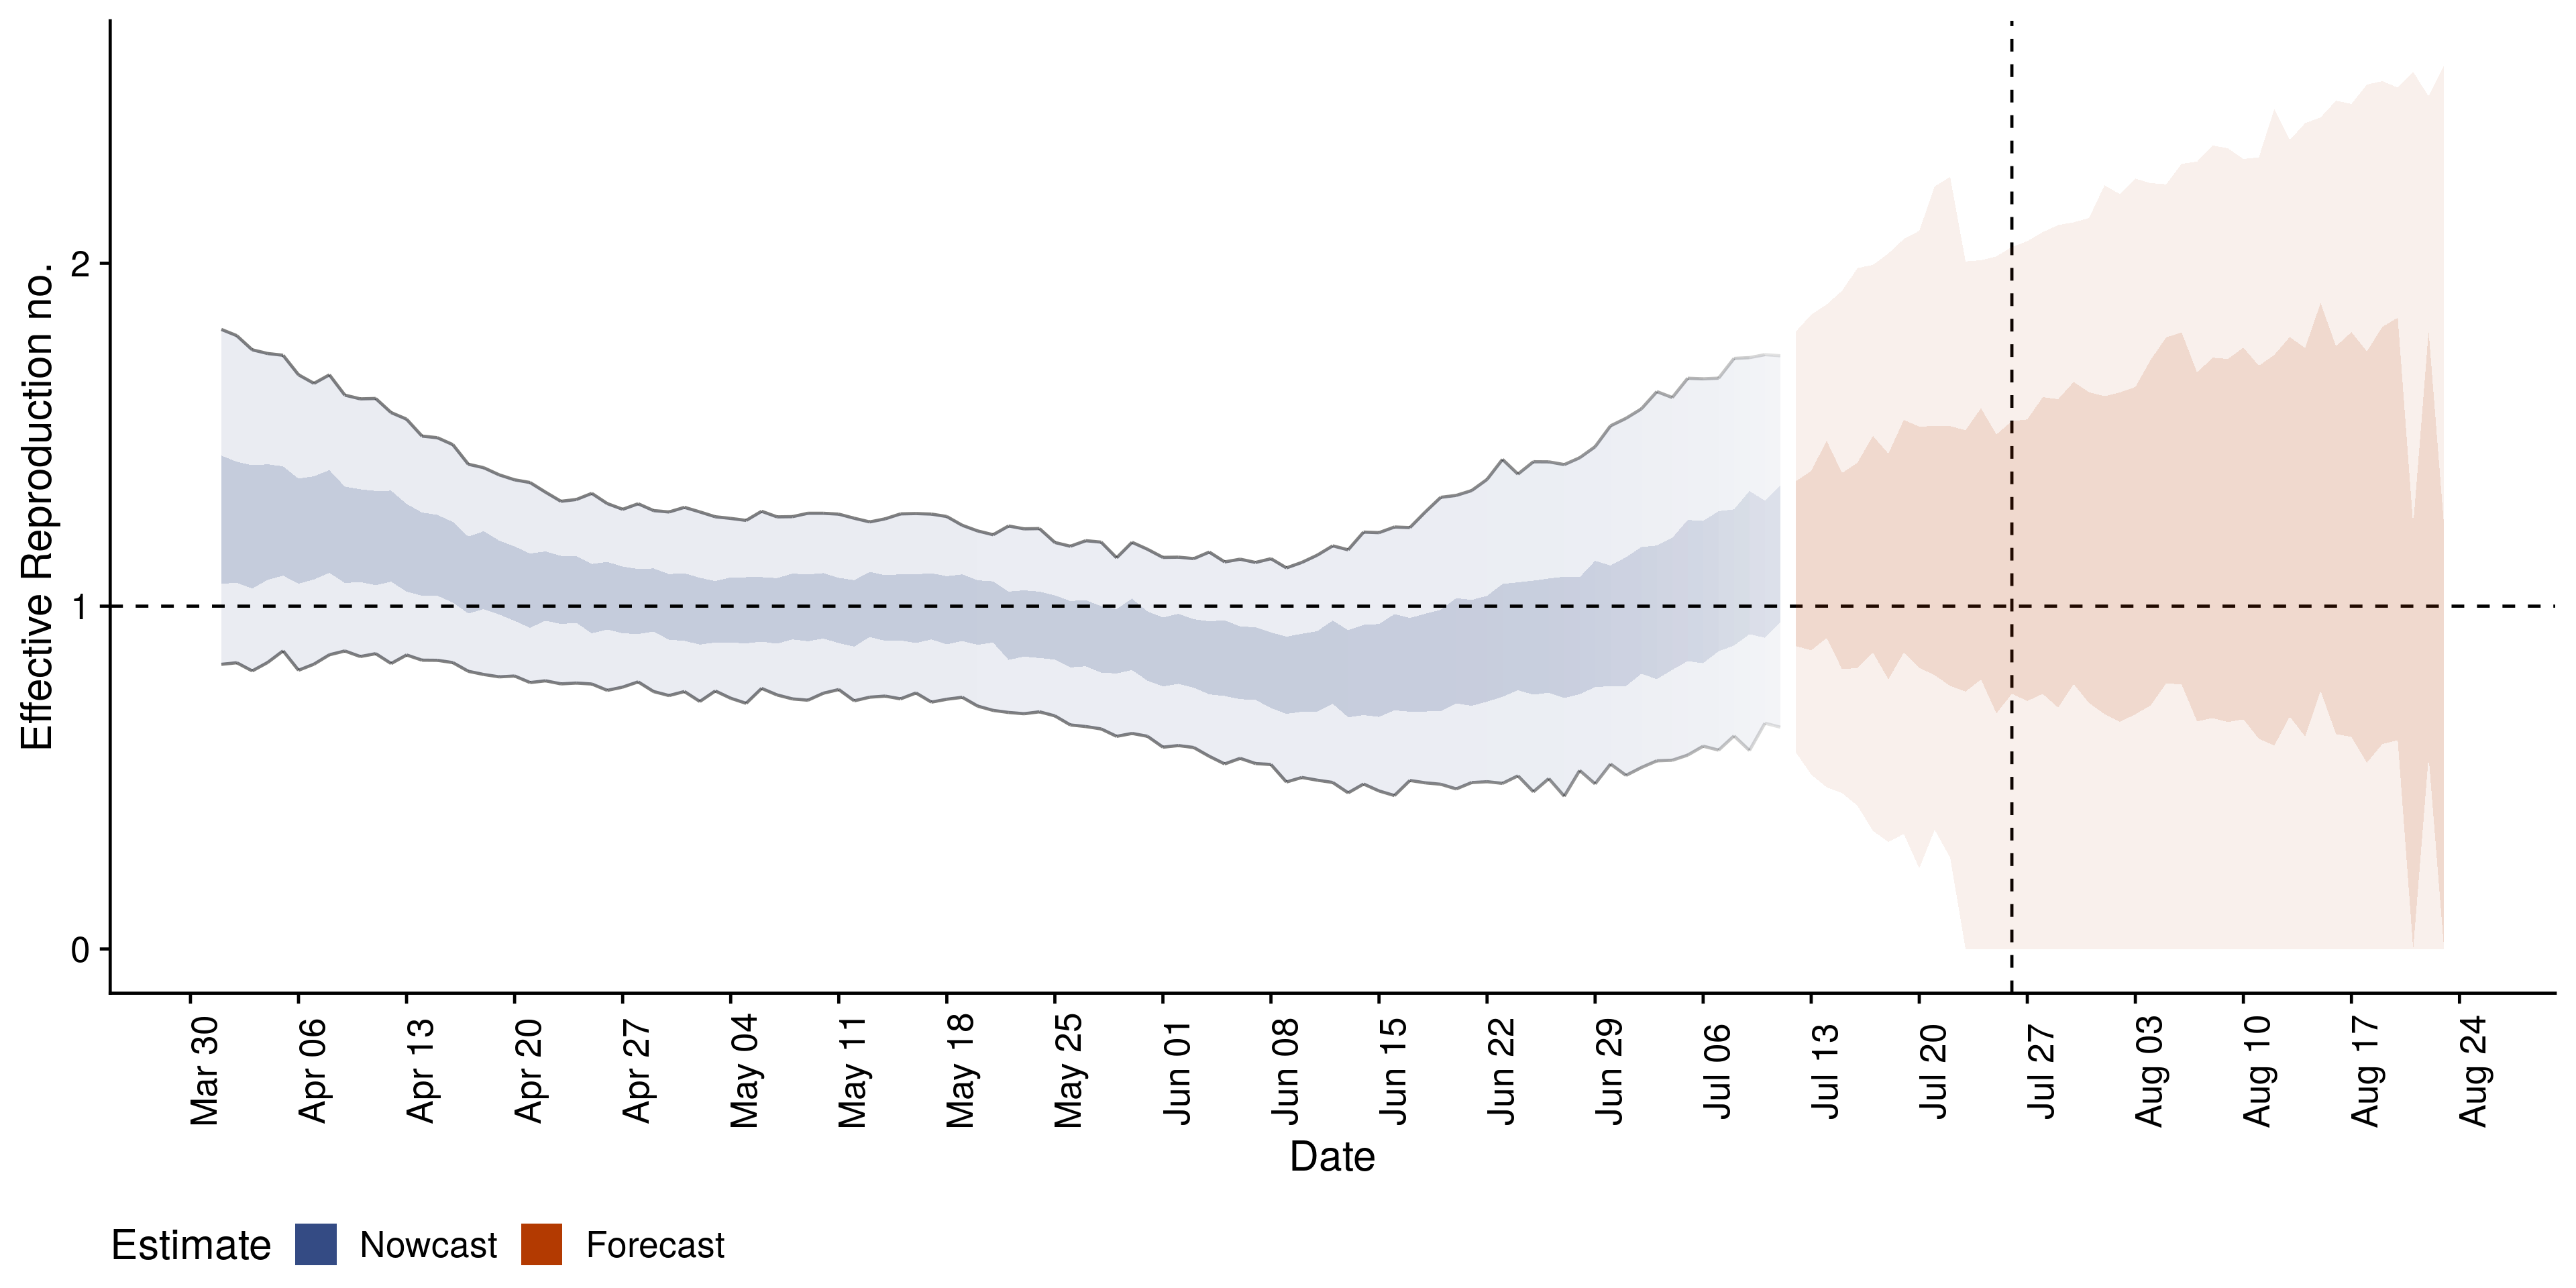 Effective Reproduction no.
2
1
0
Mar 30
Apr 06
Apr 13
Apr 20
Apr 27
May 04
May 11
May 18
May 25
Jun 01
Jun 08
Jun 15
Jun 22
Jun 29
Jul 06
Jul 13
Jul 20
Jul 27
Aug 03
Aug 10
Aug 17
Aug 24
Date
Estimate Nowcast Forecast